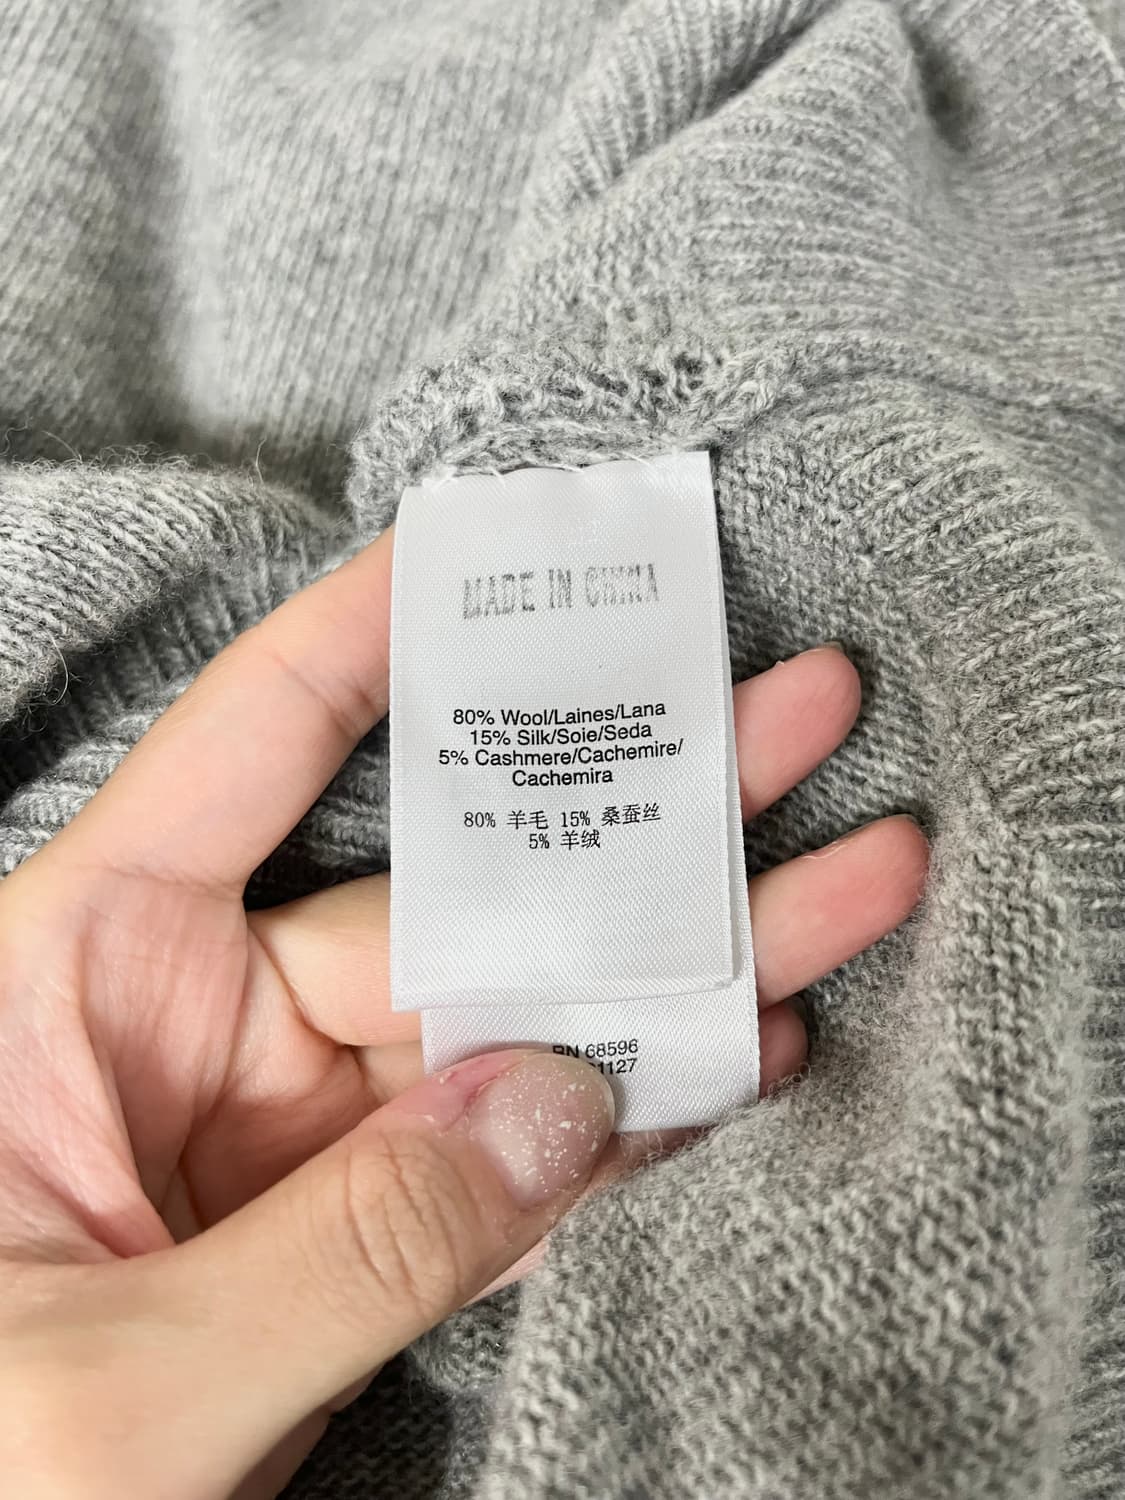 MADE IN CHINA
80% Wool/Laines/Lana
15% Silk/Soie/Seda
5% Cashmere/Cachemire/
Cachemira
80% 羊毛 15% 桑蚕丝
5% 羊绒
RN 68596